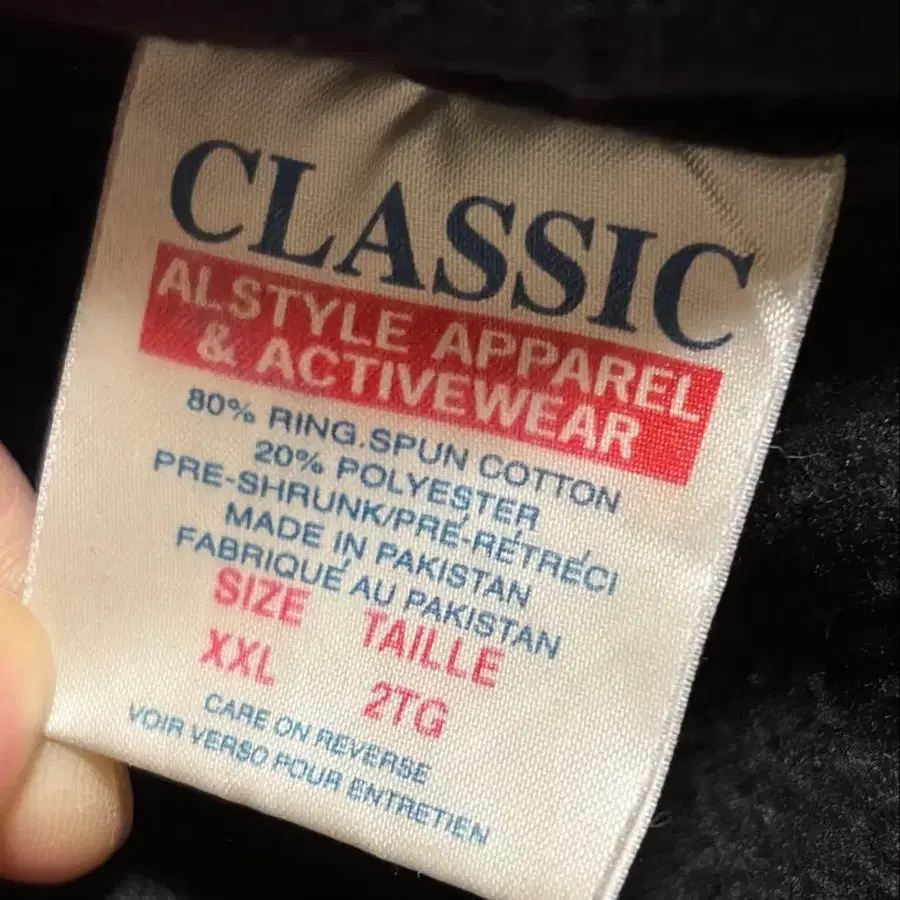 CLASSIC
ALSTYLE APPAREL
& ACTIVEWEAR
80% RING.SPUN COTTON
20% POLYESTER
PRE-SHRUNK/PRÉ-RÉTRÉCI
MADE IN PAKISTAN
FABRIQUÉ AU PAKISTAN
SIZE TAILLE
XXL 2TG
CARE ON REVERSE
VOIR VERSO POUR ENTRETIEN